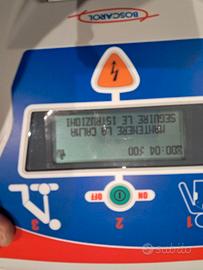 BOSCAROL
00:04:00
MANTENERE LA CALMA
SEGUIRE LE ISTRUZIONI
ON
OFF
1
2
3
subito